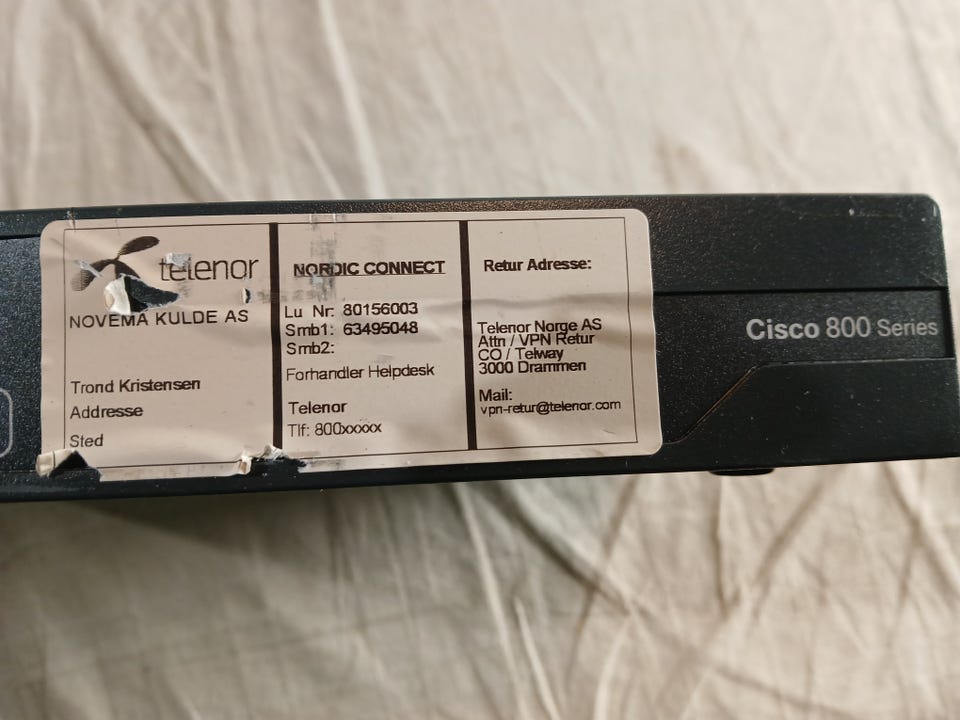 telenor
NOVEMA KULDE AS
Trond Kristensen
Addresse
Sted
NORDIC CONNECT
Lu Nr: 80156003
Smb1: 63495048
Smb2:
Forhandler Helpdesk
Telenor
Tlf: 800xxxxx
Retur Adresse:
Telenor Norge AS
Attn / VPN Retur
CO / Telway
3000 Drammen
Mail:
vpn-retur@telenor.com
Cisco 800 Series